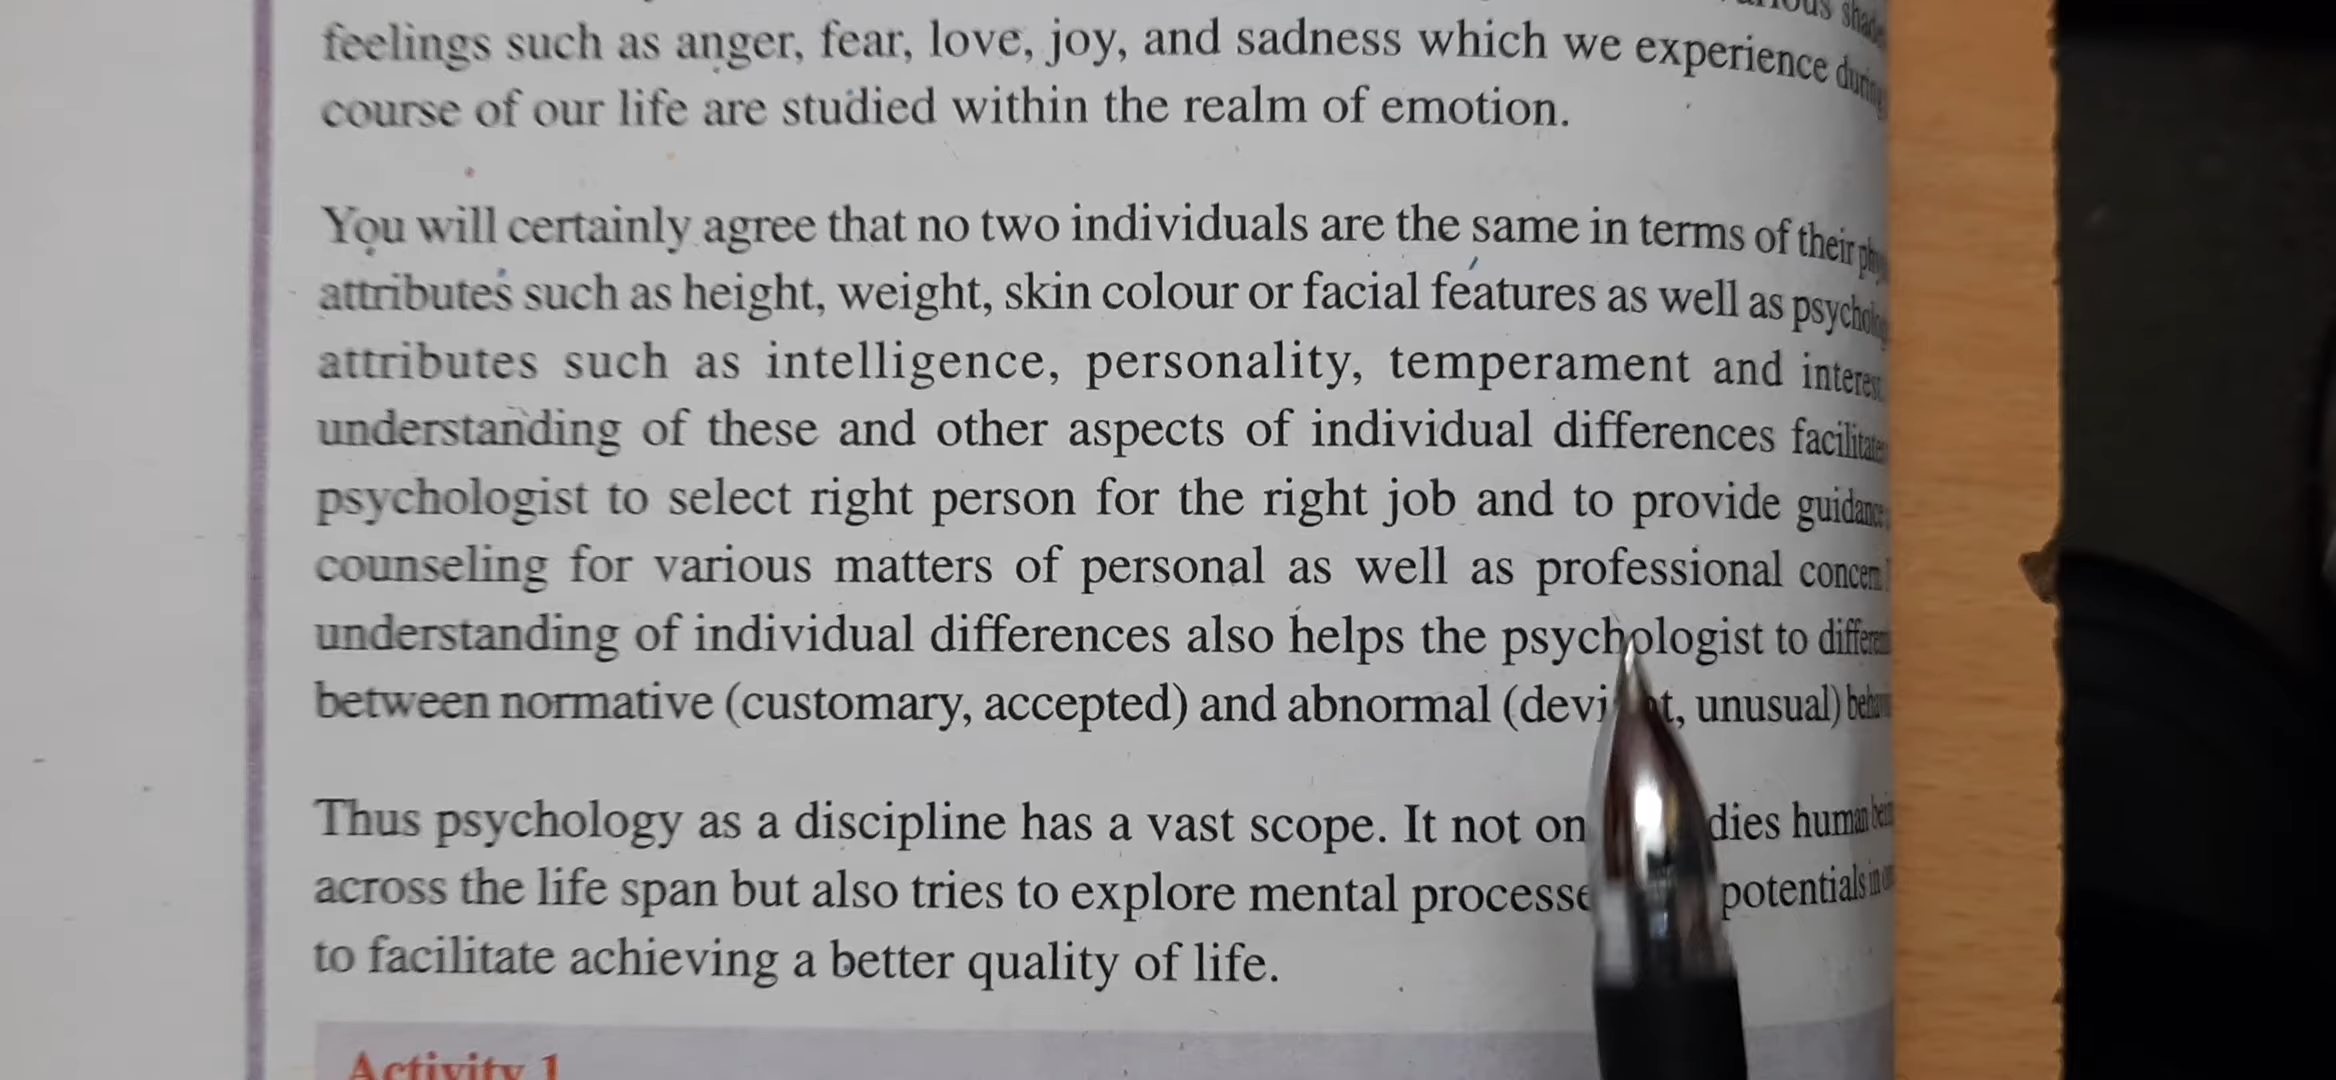 shades
feelings such as anger, fear, love, joy, and sadness which we experience during
course of our life are studied within the realm of emotion.
You will certainly agree that no two individuals are the same in terms of their
attributes such as height, weight, skin colour or facial features as well as
attributes such as intelligence, personality, temperament and
understanding of these and other aspects of individual differences
psychologist to select right person for the right job and to provide
counseling for various matters of personal as well as professional
understanding of individual differences also helps the psychologist to
between normative (customary, accepted) and abnormal ( unusual)
Thus psychology as a discipline has a vast scope. It not human
across the life span but also tries to explore mental potentials
to facilitate achieving a better quality of life.
Activity 1